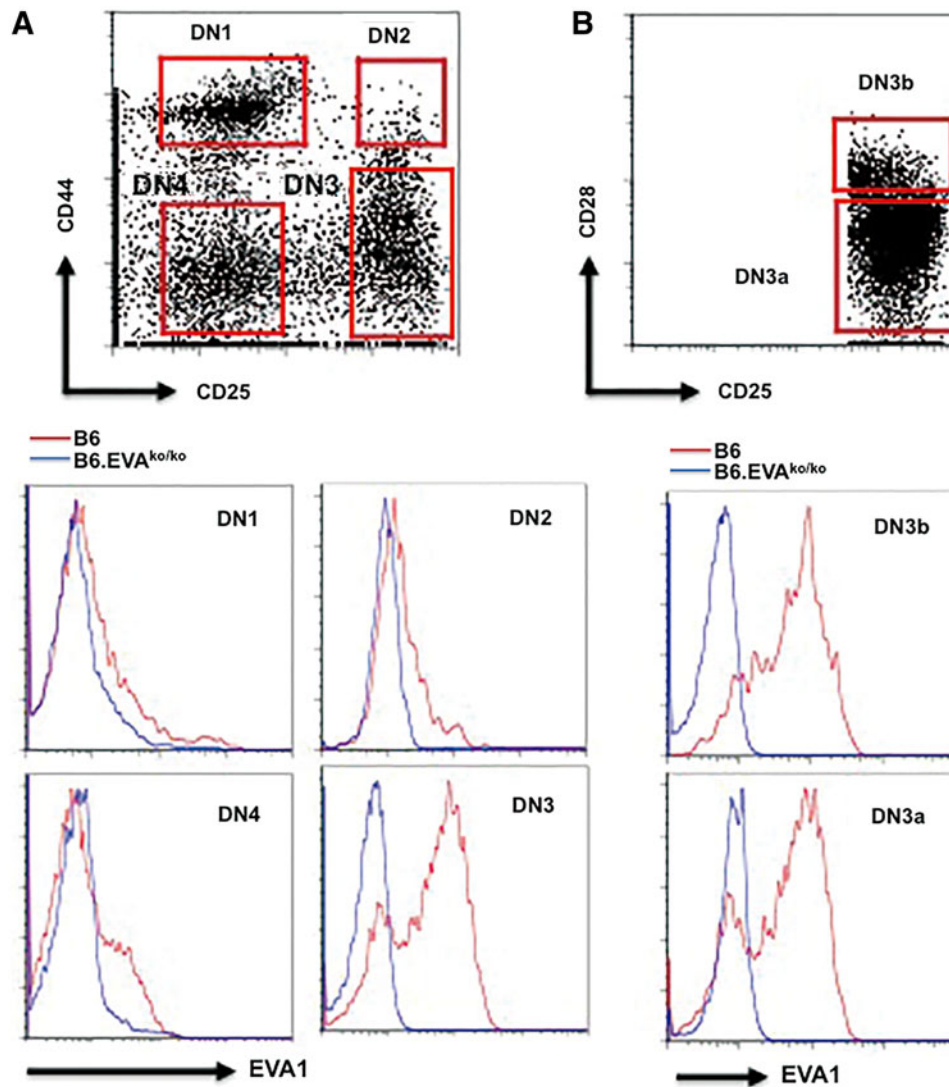 A
DN1
DN2
DN4
DN3
CD44
CD25
B
DN3b
DN3a
CD28
CD25
B6
B6.EVAko/ko
DN1
DN2
DN4
DN3
EVA1
B6
B6.EVAko/ko
DN3b
DN3a
EVA1